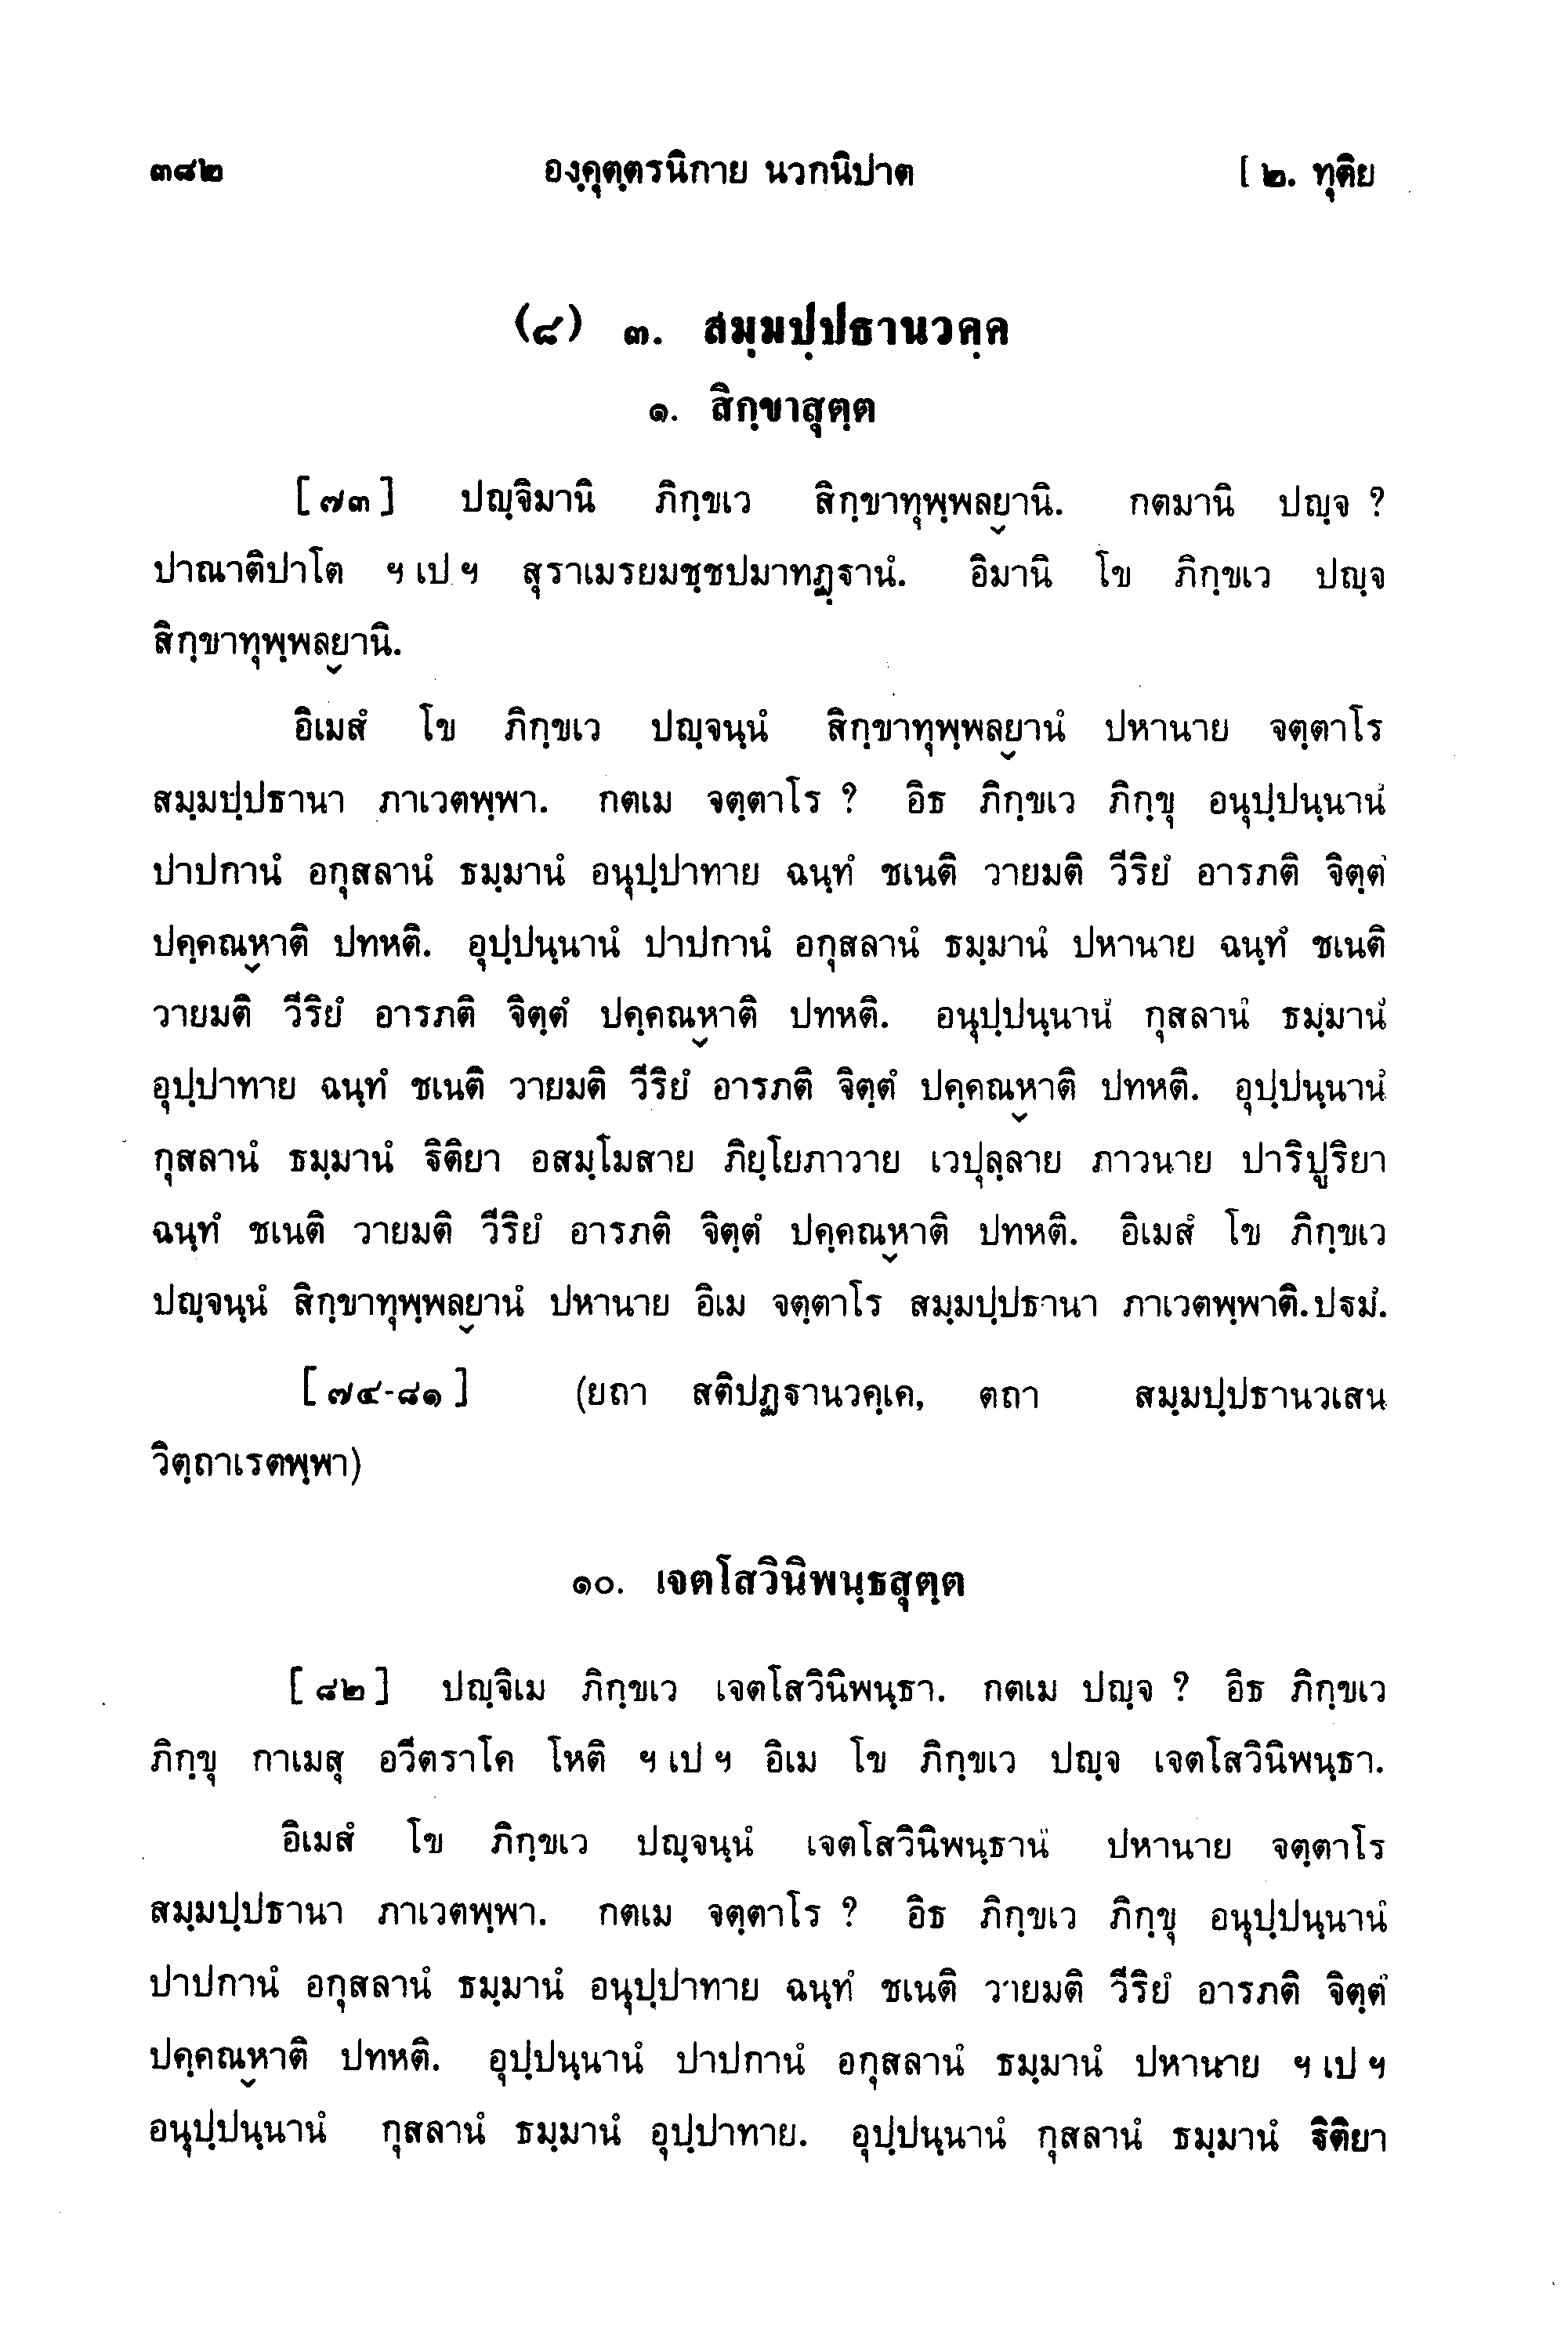 ๓๘๒ องฺคุตฺตรนิกาย นวกนิปาต [ ๒. ทุติย
(๘) ๓. สมฺมปฺปธานวคฺค
๑. สิกฺขาสุตฺต
[ ๗๓ ] ปญฺจิมานิ ภิกฺขเว สิกฺขาทุพฺพลฺยานิ. กตมานิ ปญฺจ ?
ปาณาติปาโต ฯ เป ฯ สุราเมรยมชฺชปมาทฏฺฐานํ. อิมานิ โข ภิกฺขเว ปญฺจ
สิกฺขาทุพฺพลฺยานิ.
อิเมสํ โข ภิกฺขเว ปญฺจนฺนํ สิกฺขาทุพฺพลฺยานํ ปหานาย จตฺตาโร
สมฺมปฺปธานา ภาเวตพฺพา. กตเม จตฺตาโร ? อิธ ภิกฺขเว ภิกฺขุ อนุปฺปนฺนานํ
ปาปกานํ อกุสลานํ ธมฺมานํ อนุปฺปาทาย ฉนฺทํ ชเนติ วายมติ วีริยํ อารภติ จิตฺตํ
ปคฺคณฺหาติ ปทหติ. อุปฺปนฺนานํ ปาปกานํ อกุสลานํ ธมฺมานํ ปหานาย ฉนฺทํ ชเนติ
วายมติ วีริยํ อารภติ จิตฺตํ ปคฺคณฺหาติ ปทหติ. อนุปฺปนฺนานํ กุสลานํ ธมฺมานํ
อุปฺปาทาย ฉนฺทํ ชเนติ วายมติ วีริยํ อารภติ จิตฺตํ ปคฺคณฺหาติ ปทหติ. อุปฺปนฺนานํ
กุสลานํ ธมฺมานํ ฐิติยา อสมฺโมสาย ภิยฺโยภาวาย เวปุลฺลาย ภาวนาย ปาริปูริยา
ฉนฺทํ ชเนติ วายมติ วีริยํ อารภติ จิตฺตํ ปคฺคณฺหาติ ปทหติ. อิเมสํ โข ภิกฺขเว
ปญฺจนฺนํ สิกฺขาทุพฺพลฺยานํ ปหานาย อิเม จตฺตาโร สมฺมปฺปธานา ภาเวตพฺพาติ. ปฐมํ.
[ ๗๔-๘๑ ] (ยถา สติปฏฐานวคฺเค, ตถา สมฺมปฺปธานวเสน
วิตฺถาเรตพฺพา)
๑๐. เจตโสวินิพนฺธสุตฺต
[ ๘๒ ] ปญฺจิเม ภิกฺขเว เจตโสวินิพนฺธา. กตเม ปญฺจ ? อิธ ภิกฺขเว
ภิกฺขุ กาเมสุ อวีตราโค โหติ ฯ เป ฯ อิเม โข ภิกฺขเว ปญฺจ เจตโสวินิพนฺธา.
อิเมสํ โข ภิกฺขเว ปญฺจนฺนํ เจตโสวินิพนฺธานํ ปหานาย จตฺตาโร
สมฺมปฺปธานา ภาเวตพฺพา. กตเม จตฺตาโร ? อิธ ภิกฺขเว ภิกฺขุ อนุปฺปนฺนานํ
ปาปกานํ อกุสลานํ ธมฺมานํ อนุปฺปาทาย ฉนฺทํ ชเนติ วายมติ วีริยํ อารภติ จิตฺตํ
ปคฺคณฺหาติ ปทหติ. อุปฺปนฺนานํ ปาปกานํ อกุสลานํ ธมฺมานํ ปหานาย ฯ เป ฯ
อนุปฺปนฺนานํ กุสลานํ ธมฺมานํ อุปฺปาทาย. อุปฺปนฺนานํ กุสลานํ ธมฺมานํ ฐิติยา